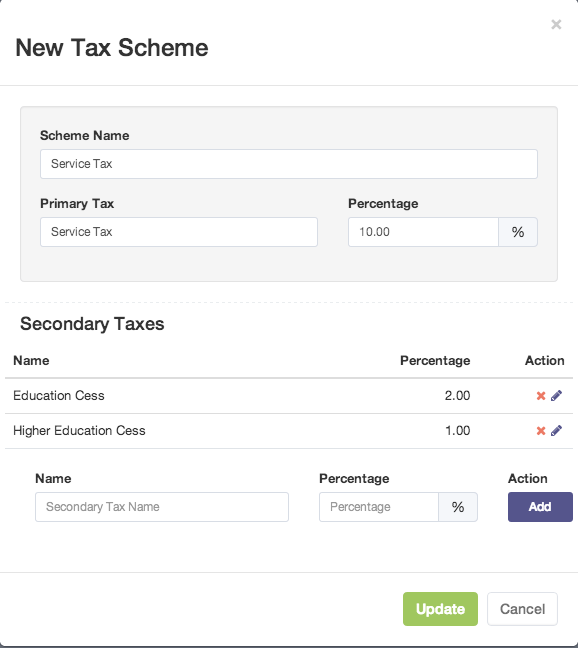 ×
New Tax Scheme
Scheme Name
Service Tax
Primary Tax Percentage
Service Tax 10.00 %
Secondary Taxes
Name Percentage Action
Education Cess 2.00
Higher Education Cess 1.00
Name Percentage Action
Secondary Tax Name Percentage % Add
Update Cancel